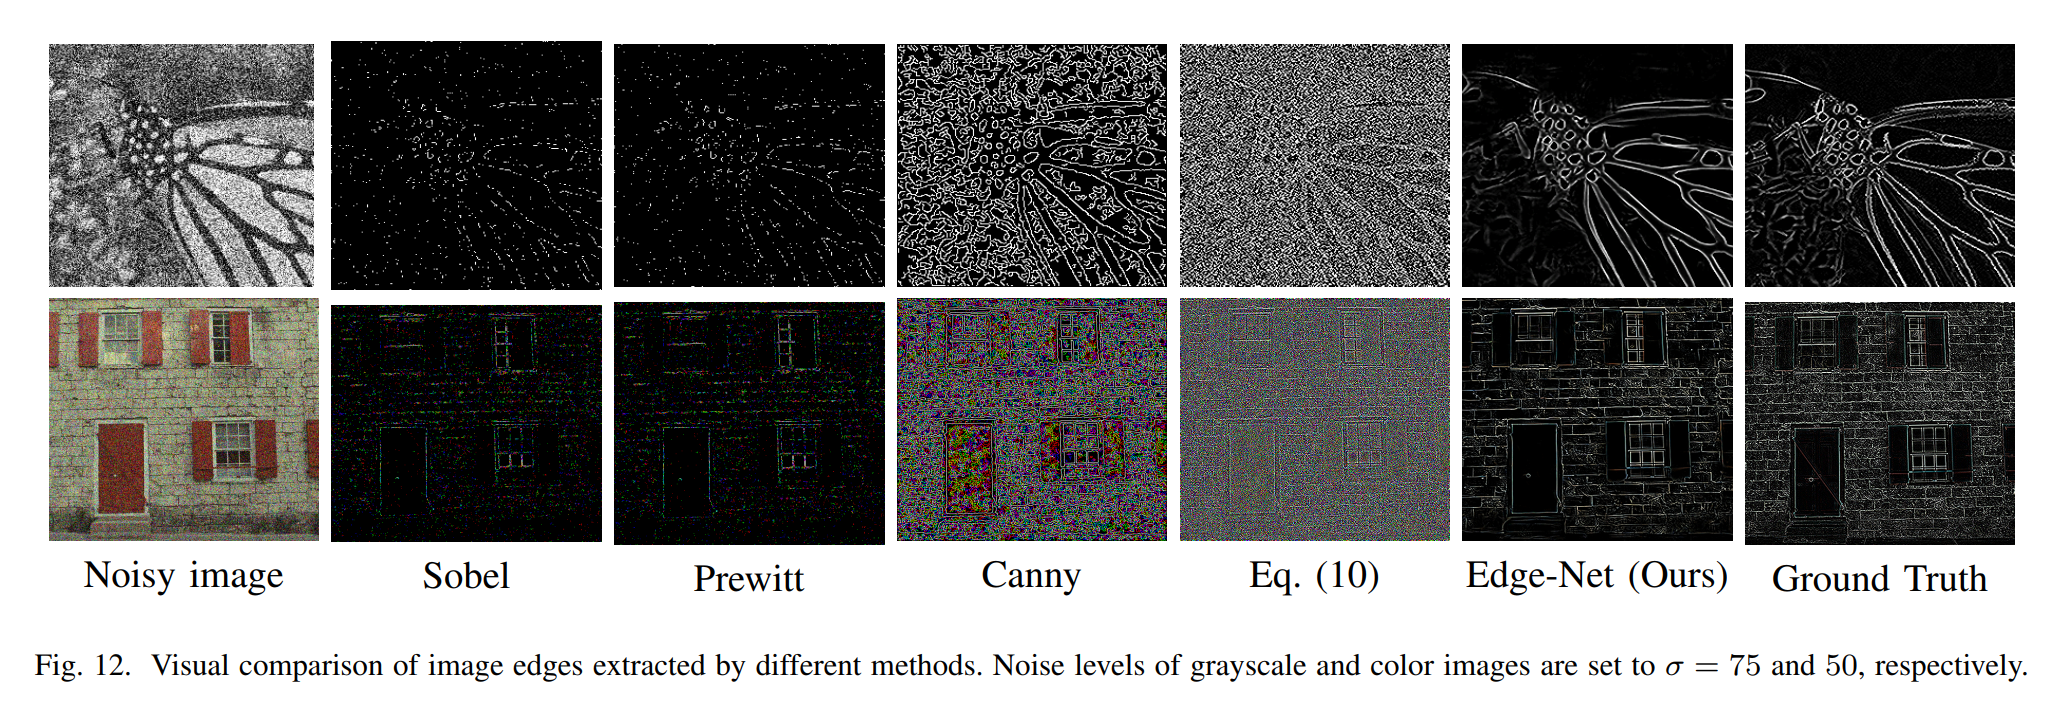 Noisy image Sobel Prewitt Canny Eq. (10) Edge-Net (Ours) Ground Truth
Fig. 12. Visual comparison of image edges extracted by different methods. Noise levels of grayscale and color images are set to σ = 75 and 50, respectively.